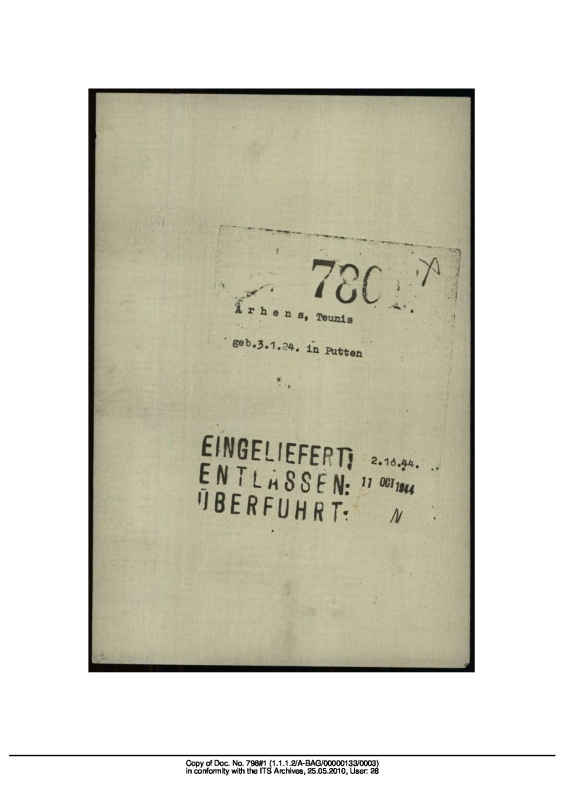 7801.
X
A r h e n s, Teunis
geb.3.1.24. in Putten
EINGELIEFERT: 2.10.44.
ENTLASSEN: 11 OCT 1944
ÜBERFUHRT: N
Copy of Doc. No. 798#1 (1.1.1.2/A-BAG/00000133/0003)
in conformity with the ITS Archives, 25.05.2010, User: 28